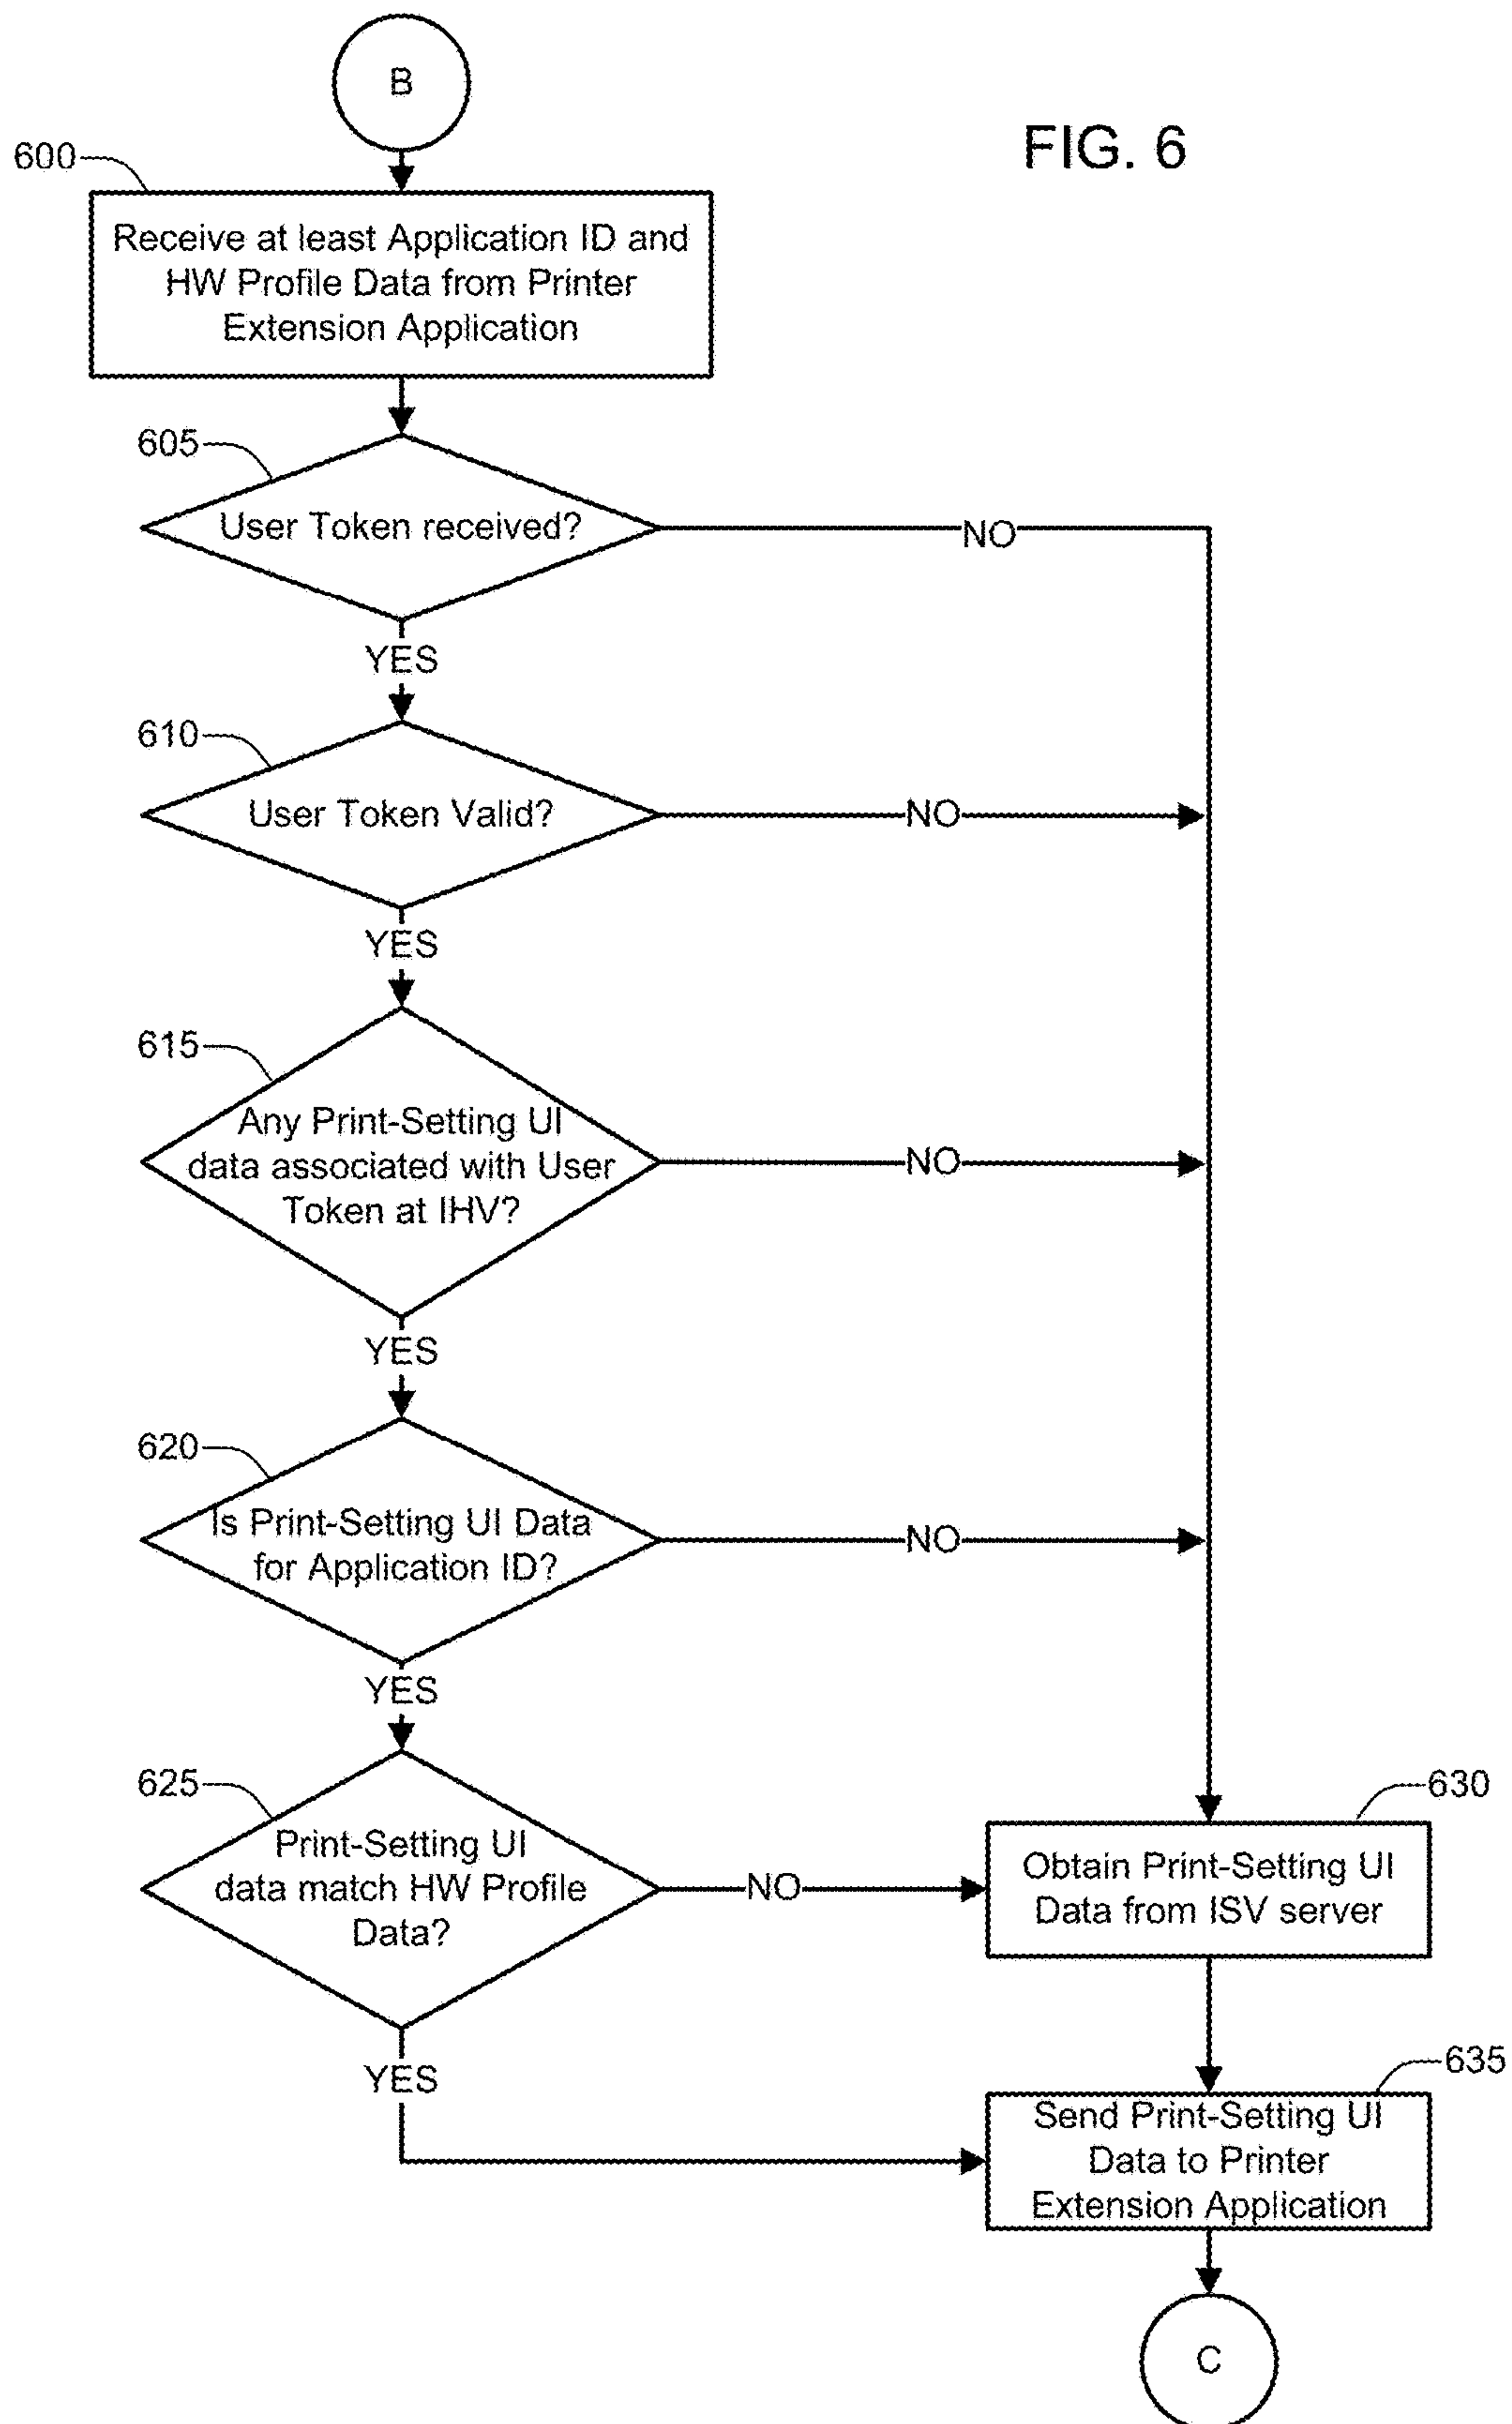 B
FIG. 6
600
Receive at least Application ID and
HW Profile Data from Printer
Extension Application
605
User Token received?
NO
YES
610
User Token Valid?
NO
YES
615
Any Print-Setting UI
data associated with User
Token at IHV?
NO
YES
620
Is Print-Setting UI Data
for Application ID?
NO
YES
625
Print-Setting UI
data match HW Profile
Data?
NO
630
Obtain Print-Setting UI
Data from ISV server
YES
635
Send Print-Setting UI
Data to Printer
Extension Application
C